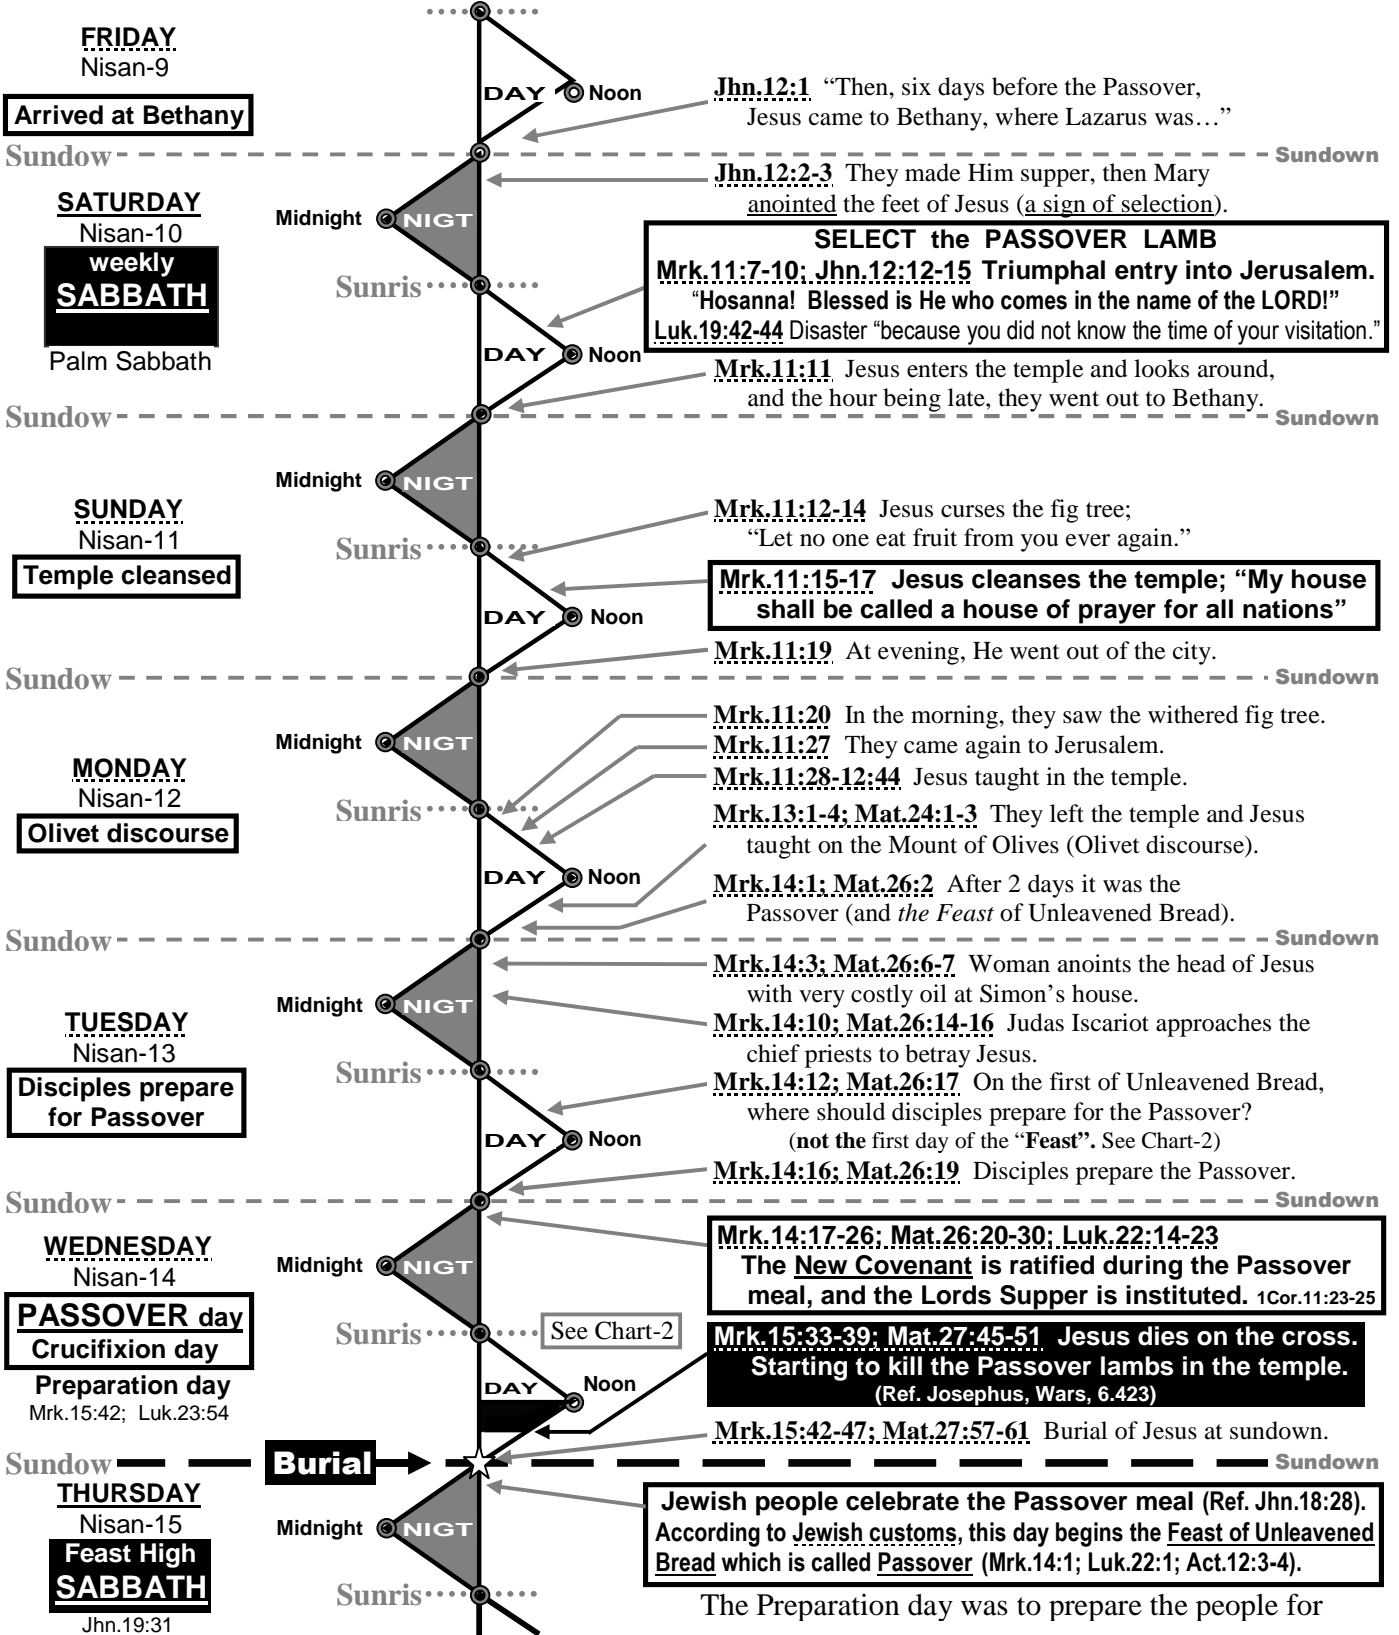 FRIDAY
Nisan-9
Arrived at Bethany
DAY
Noon
Jhn.12:1 “Then, six days before the Passover,
Jesus came to Bethany, where Lazarus was…”
Sundow
Sundown
SATURDAY
Nisan-10
weekly
SABBATH
Palm Sabbath
Midnight
NIGT
Sunris
DAY
Noon
Jhn.12:2-3 They made Him supper, then Mary
anointed the feet of Jesus (a sign of selection).
SELECT the PASSOVER LAMB
Mrk.11:7-10; Jhn.12:12-15 Triumphal entry into Jerusalem.
“Hosanna! Blessed is He who comes in the name of the LORD!”
Luk.19:42-44 Disaster “because you did not know the time of your visitation.”
Mrk.11:11 Jesus enters the temple and looks around,
and the hour being late, they went out to Bethany.
Sundow
Sundown
SUNDAY
Nisan-11
Temple cleansed
Midnight
NIGT
Sunris
DAY
Noon
Mrk.11:12-14 Jesus curses the fig tree;
“Let no one eat fruit from you ever again.”
Mrk.11:15-17 Jesus cleanses the temple; “My house
shall be called a house of prayer for all nations”
Mrk.11:19 At evening, He went out of the city.
Sundow
Sundown
MONDAY
Nisan-12
Olivet discourse
Midnight
NIGT
Sunris
DAY
Noon
Mrk.11:20 In the morning, they saw the withered fig tree.
Mrk.11:27 They came again to Jerusalem.
Mrk.11:28-12:44 Jesus taught in the temple.
Mrk.13:1-4; Mat.24:1-3 They left the temple and Jesus
taught on the Mount of Olives (Olivet discourse).
Mrk.14:1; Mat.26:2 After 2 days it was the
Passover (and the Feast of Unleavened Bread).
Sundow
Sundown
TUESDAY
Nisan-13
Disciples prepare
for Passover
Midnight
NIGT
Sunris
DAY
Noon
Mrk.14:3; Mat.26:6-7 Woman anoints the head of Jesus
with very costly oil at Simon’s house.
Mrk.14:10; Mat.26:14-16 Judas Iscariot approaches the
chief priests to betray Jesus.
Mrk.14:12; Mat.26:17 On the first of Unleavened Bread,
where should disciples prepare for the Passover?
(not the first day of the “Feast”. See Chart-2)
Mrk.14:16; Mat.26:19 Disciples prepare the Passover.
Sundow
Sundown
WEDNESDAY
Nisan-14
PASSOVER day
Crucifixion day
Preparation day
Mrk.15:42; Luk.23:54
Midnight
NIGT
Sunris
See Chart-2
DAY
Noon
Mrk.14:17-26; Mat.26:20-30; Luk.22:14-23
The New Covenant is ratified during the Passover
meal, and the Lords Supper is instituted. 1Cor.11:23-25
Mrk.15:33-39; Mat.27:45-51 Jesus dies on the cross.
Starting to kill the Passover lambs in the temple.
(Ref. Josephus, Wars, 6.423)
Mrk.15:42-47; Mat.27:57-61 Burial of Jesus at sundown.
Sundow
Burial
Sundown
THURSDAY
Nisan-15
Feast High
SABBATH
Jhn.19:31
Midnight
NIGT
Sunris
Jewish people celebrate the Passover meal (Ref. Jhn.18:28).
According to Jewish customs, this day begins the Feast of Unleavened
Bread which is called Passover (Mrk.14:1; Luk.22:1; Act.12:3-4).
The Preparation day was to prepare the people for